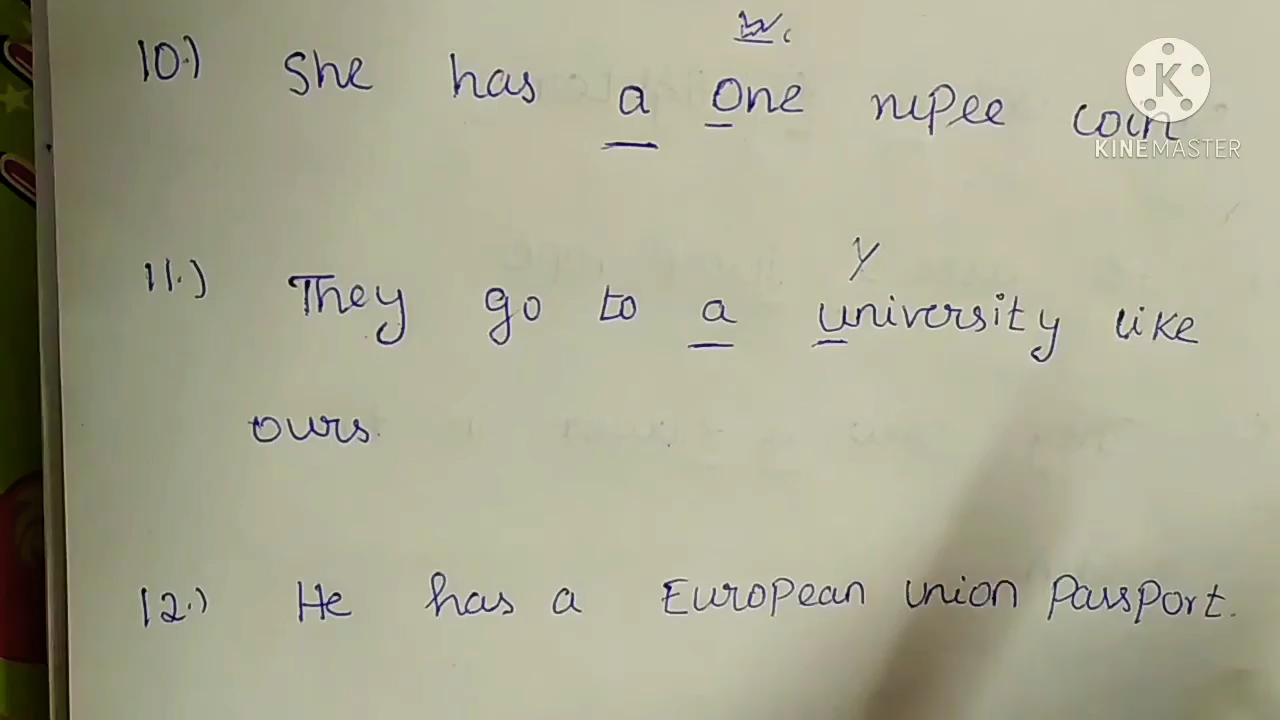 w.
10.) She has a one rupee coin
K
KINEMASTER
y
11.) They go to a university like
ours.
12.) He has a European union Passport.